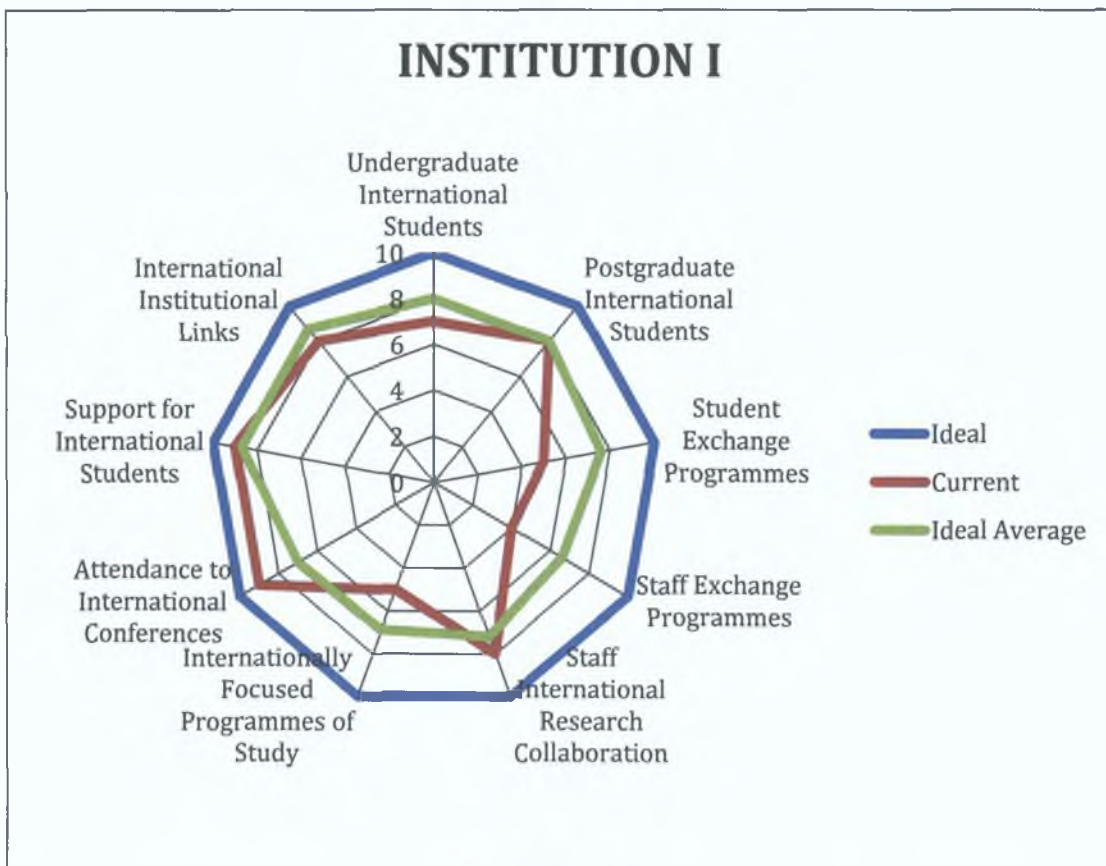 INSTITUTION I
Undergraduate
International
Students
Postgraduate
International
Students
Student
Exchange
Programmes
Staff Exchange
Programmes
Staff
International
Research
Collaboration
Internationally
Focused
Programmes of
Study
Attendance to
International
Conferences
Support for
International
Students
International
Institutional
Links
10
8
6
4
2
0
Ideal
Current
Ideal Average